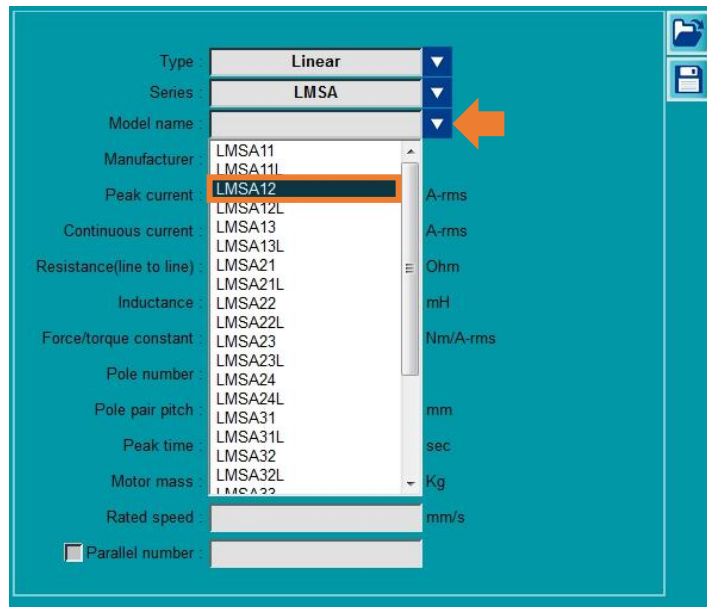 Type : Linear
Series : LMSA
Model name :
Manufacturer :
Peak current : A-rms
Continuous current : A-rms
Resistance(line to line) : Ohm
Inductance : mH
Force/torque constant : Nm/A-rms
Pole number :
Pole pair pitch : mm
Peak time : sec
Motor mass : Kg
Rated speed : mm/s
Parallel number :
LMSA11
LMSA11L
LMSA12
LMSA12L
LMSA13
LMSA13L
LMSA21
LMSA21L
LMSA22
LMSA22L
LMSA23
LMSA23L
LMSA24
LMSA24L
LMSA31
LMSA31L
LMSA32
LMSA32L
LMSA33